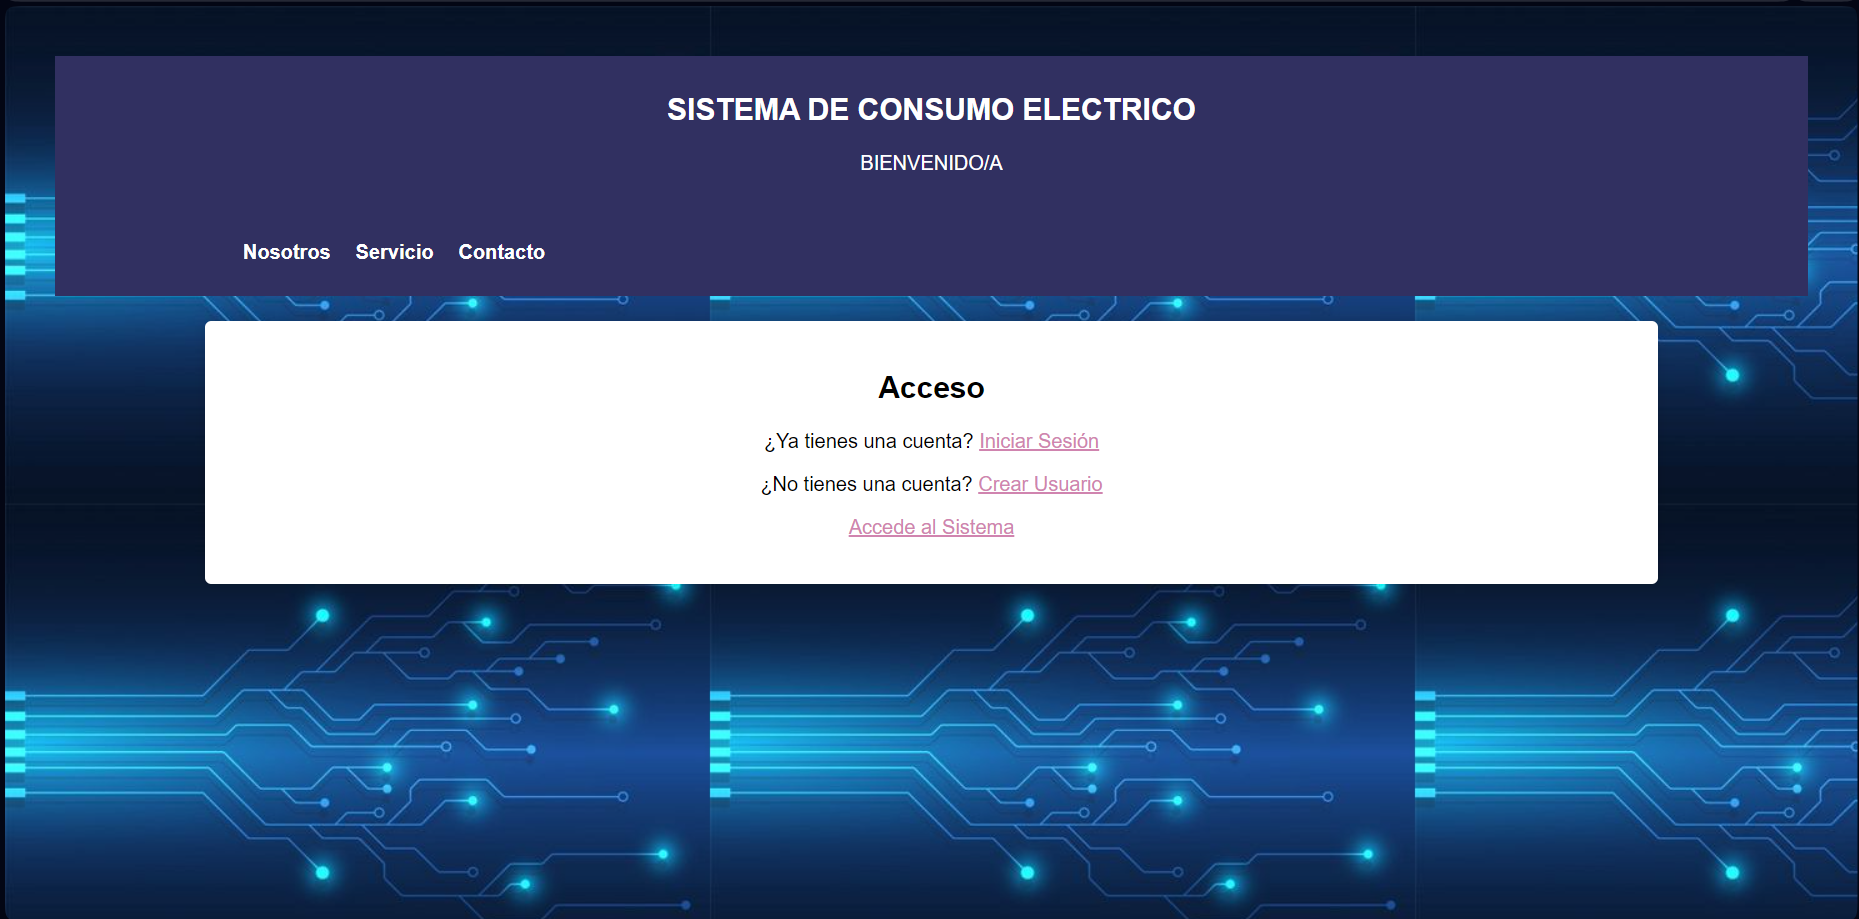 SISTEMA DE CONSUMO ELECTRICO
BIENVENIDO/A
Nosotros Servicio Contacto
Acceso
¿Ya tienes una cuenta? Iniciar Sesión
¿No tienes una cuenta? Crear Usuario
Accede al Sistema